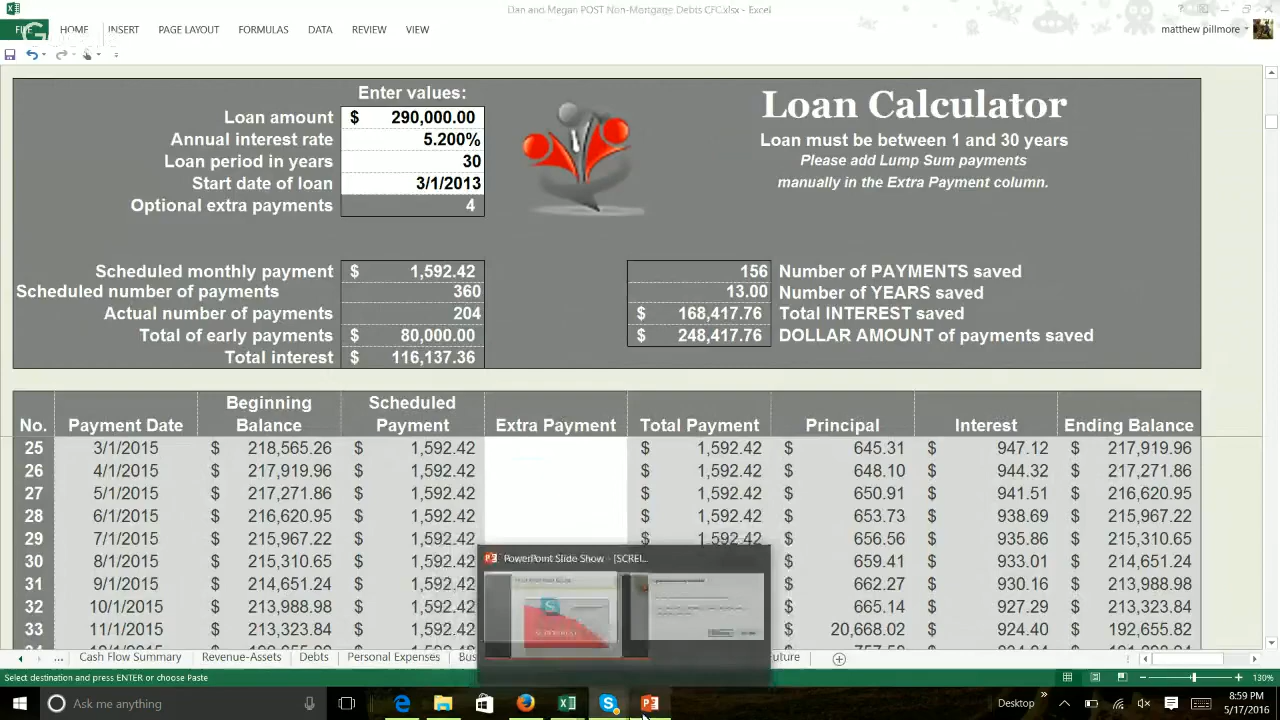 Dan and Megan POST Non-Mortgage Debts CFC.xlsx - Excel
FILE HOME INSERT PAGE LAYOUT FORMULAS DATA REVIEW VIEW matthew pillmore
Enter values:
Loan Calculator
Loan amount $ 290,000.00
Loan must be between 1 and 30 years
Annual interest rate 5.200%
Please add Lump Sum payments
Loan period in years 30
manually in the Extra Payment column.
Start date of loan 3/1/2013
Optional extra payments 4
Scheduled monthly payment $ 1,592.42 156 Number of PAYMENTS saved
Scheduled number of payments 360 13.00 Number of YEARS saved
Actual number of payments 204 $ 168,417.76 Total INTEREST saved
Total of early payments $ 80,000.00 $ 248,417.76 DOLLAR AMOUNT of payments saved
Total interest $ 116,137.36
No. Payment Date Beginning Balance Scheduled Payment Extra Payment Total Payment Principal Interest Ending Balance
25 3/1/2015 $ 218,565.26 $ 1,592.42 $ 1,592.42 $ 645.31 $ 947.12 $ 217,919.96
26 4/1/2015 $ 217,919.96 $ 1,592.42 $ 1,592.42 $ 648.10 $ 944.32 $ 217,271.86
27 5/1/2015 $ 217,271.86 $ 1,592.42 $ 1,592.42 $ 650.91 $ 941.51 $ 216,620.95
28 6/1/2015 $ 216,620.95 $ 1,592.42 $ 1,592.42 $ 653.73 $ 938.69 $ 215,967.22
29 7/1/2015 $ 215,967.22 $ 1,592.42 $ 1,592.42 $ 656.56 $ 935.86 $ 215,310.65
30 8/1/2015 $ 215,310.65 $ 1,592.42 $ 659.41 $ 933.01 $ 214,651.24
31 9/1/2015 $ 214,651.24 $ 1,592.42 $ 662.27 $ 930.16 $ 213,988.98
32 10/1/2015 $ 213,988.98 $ 1,592.42 $ 665.14 $ 927.29 $ 213,323.84
33 11/1/2015 $ 213,323.84 $ 1,592.42 $ 20,668.02 $ 924.40 $ 192,655.82
PowerPoint Slide Show - [SCREE...
... Cash Flow Summary Revenue-Assets Debts Personal Expenses Bus uture
Select destination and press ENTER or choose Paste 130%
Ask me anything Desktop 8:59 PM
5/17/2016